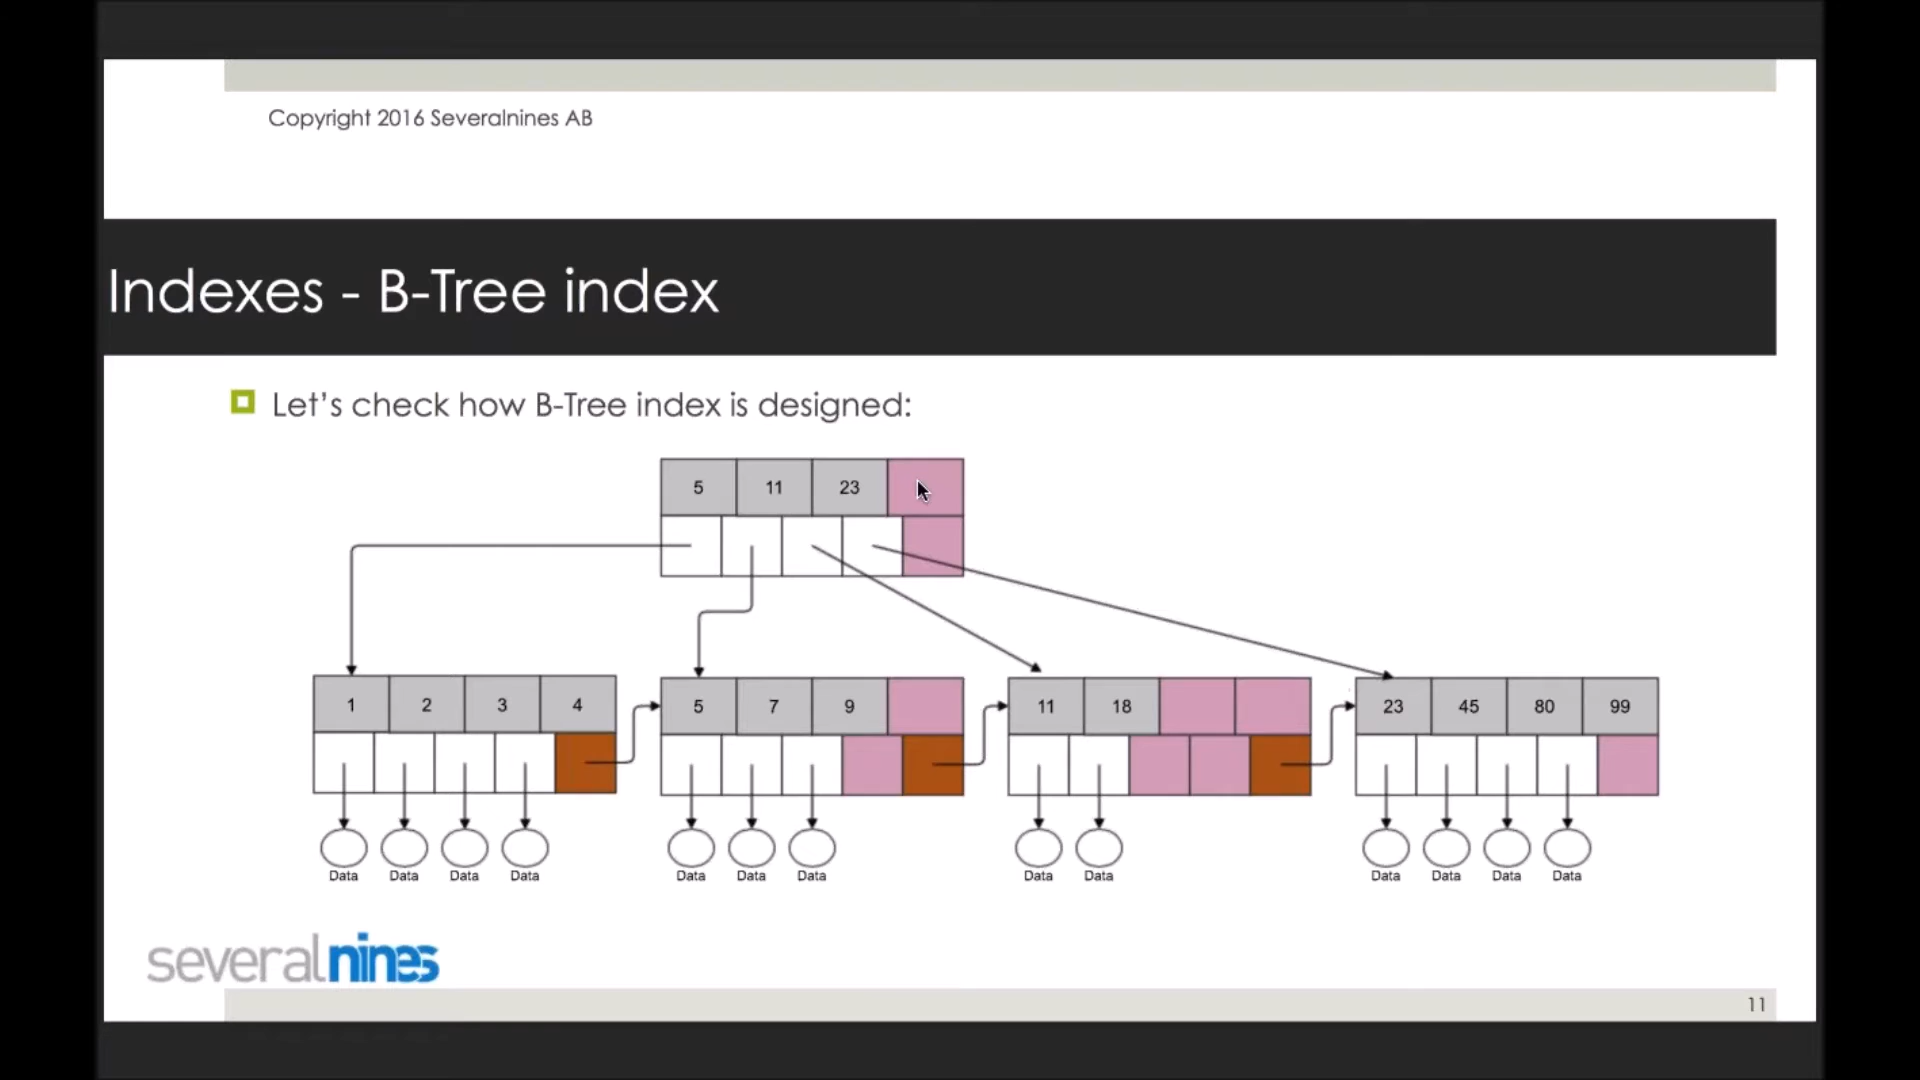 Copyright 2016 Severalnines AB
Indexes - B-Tree index
Let's check how B-Tree index is designed:
5 11 23
1 2 3 4
5 7 9
11 18
23 45 80 99
Data Data Data Data
Data Data Data
Data Data
Data Data Data Data
severalnines
11